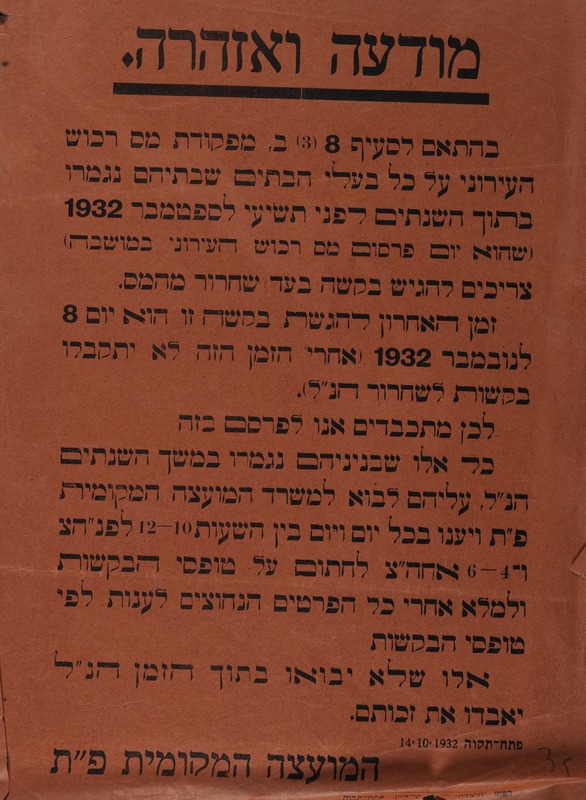 מודעה ואזהרה.
בהתאם לסעיף 8 (3) ב. מפקודת מס רכוש
העירוני על כל בעלי הבתים שבתיהם נגמרו
בתוך השנתים לפני תשיעי לספטמבר 1932
(שהוא יום פרסום מס רכוש העירוני במושבה)
צריכים להגיש בקשה בעד שחרור מהמס.
זמן האחרון להגשת בקשה זו הוא יום 8
לנובמבר 1932 (אחרי הזמן הזה לא יתקבלו
בקשות לשחרור הנ"ל).
לכן מתכבדים אנו לפרסם בזה
כל אלו שבניניהם נגמרו במשך השנתים
הנ"ל, עליהם לבוא למשרד המועצה המקומית
פ"ת ויענו בכל יום ויום בין השעות 10—12 לפנ"הצ
ו־4—6 אחה"צ לחתום על טופסי הבקשות
ולמלא אחרי כל הפרטים הנחוצים לענות לפי
טופסי הבקשות
אלו שלא יבואו בתוך הזמן הנ"ל
יאבדו את זכותם.
פתח־תקוה 14.10.1932
המועצה המקומית פ"ת
35